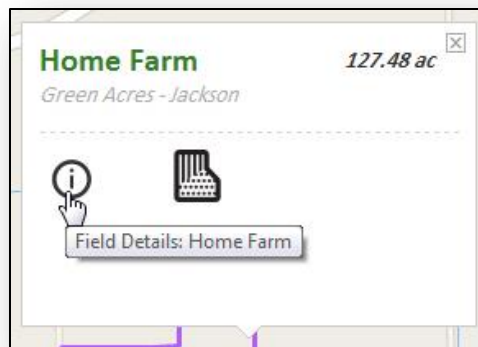 Home Farm
127.48 ac
Green Acres - Jackson
Field Details: Home Farm